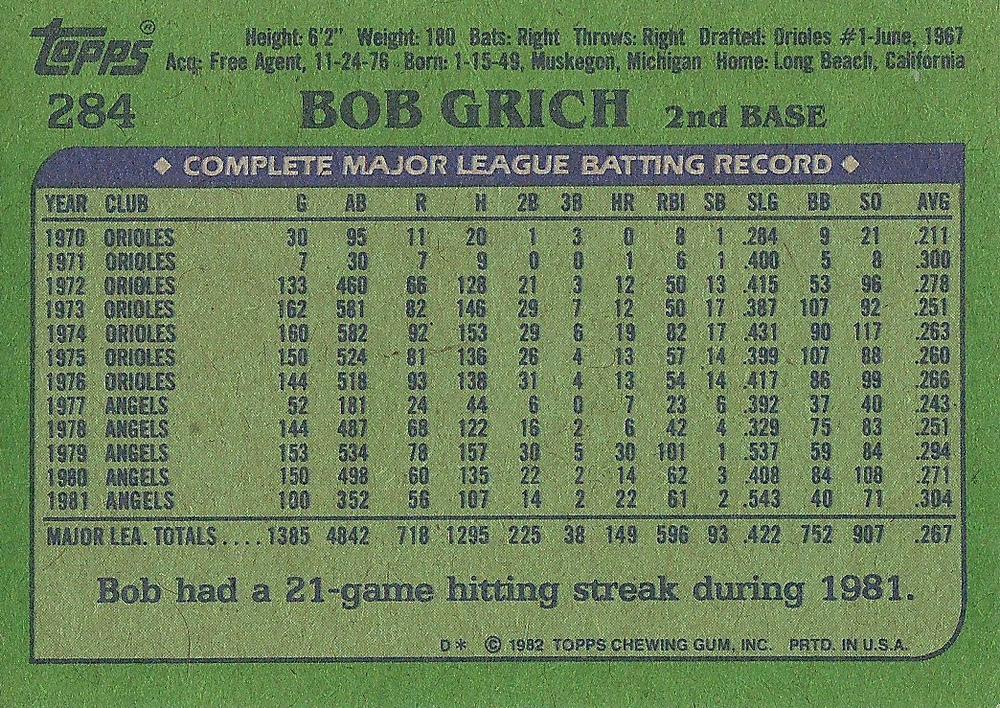 topps® Height: 6'2" Weight: 180 Bats: Right Throws: Right Drafted: Orioles #1-June, 1967
Acq: Free Agent, 11-24-76 Born: 1-15-49, Muskegon, Michigan Home: Long Beach, California
284 BOB GRICH 2nd BASE
◆ COMPLETE MAJOR LEAGUE BATTING RECORD ◆
YEAR CLUB G AB R H 2B 3B HR RBI SB SLG BB SO AVG
1970 ORIOLES 30 95 11 20 1 3 0 8 1 .284 9 21 .211
1971 ORIOLES 7 30 7 9 0 0 1 6 1 .400 5 8 .300
1972 ORIOLES 133 460 66 128 21 3 12 50 13 .415 53 96 .278
1973 ORIOLES 162 581 82 146 29 7 12 50 17 .387 107 92 .251
1974 ORIOLES 160 582 92 153 29 6 19 82 17 .431 90 117 .263
1975 ORIOLES 150 524 81 136 26 4 13 57 14 .399 107 88 .260
1976 ORIOLES 144 518 93 138 31 4 13 54 14 .417 86 99 .266
1977 ANGELS 52 181 24 44 6 0 7 23 6 .392 37 40 .243
1978 ANGELS 144 487 68 122 16 2 6 42 4 .329 75 83 .251
1979 ANGELS 153 534 78 157 30 5 30 101 1 .537 59 84 .294
1980 ANGELS 150 498 60 135 22 2 14 62 3 .408 84 108 .271
1981 ANGELS 100 352 56 107 14 2 22 61 2 .543 40 71 .304
MAJOR LEA. TOTALS....1385 4842 718 1295 225 38 149 596 93 .422 752 907 .267
Bob had a 21-game hitting streak during 1981.
D* © 1982 TOPPS CHEWING GUM, INC. PRTD. IN U.S.A.